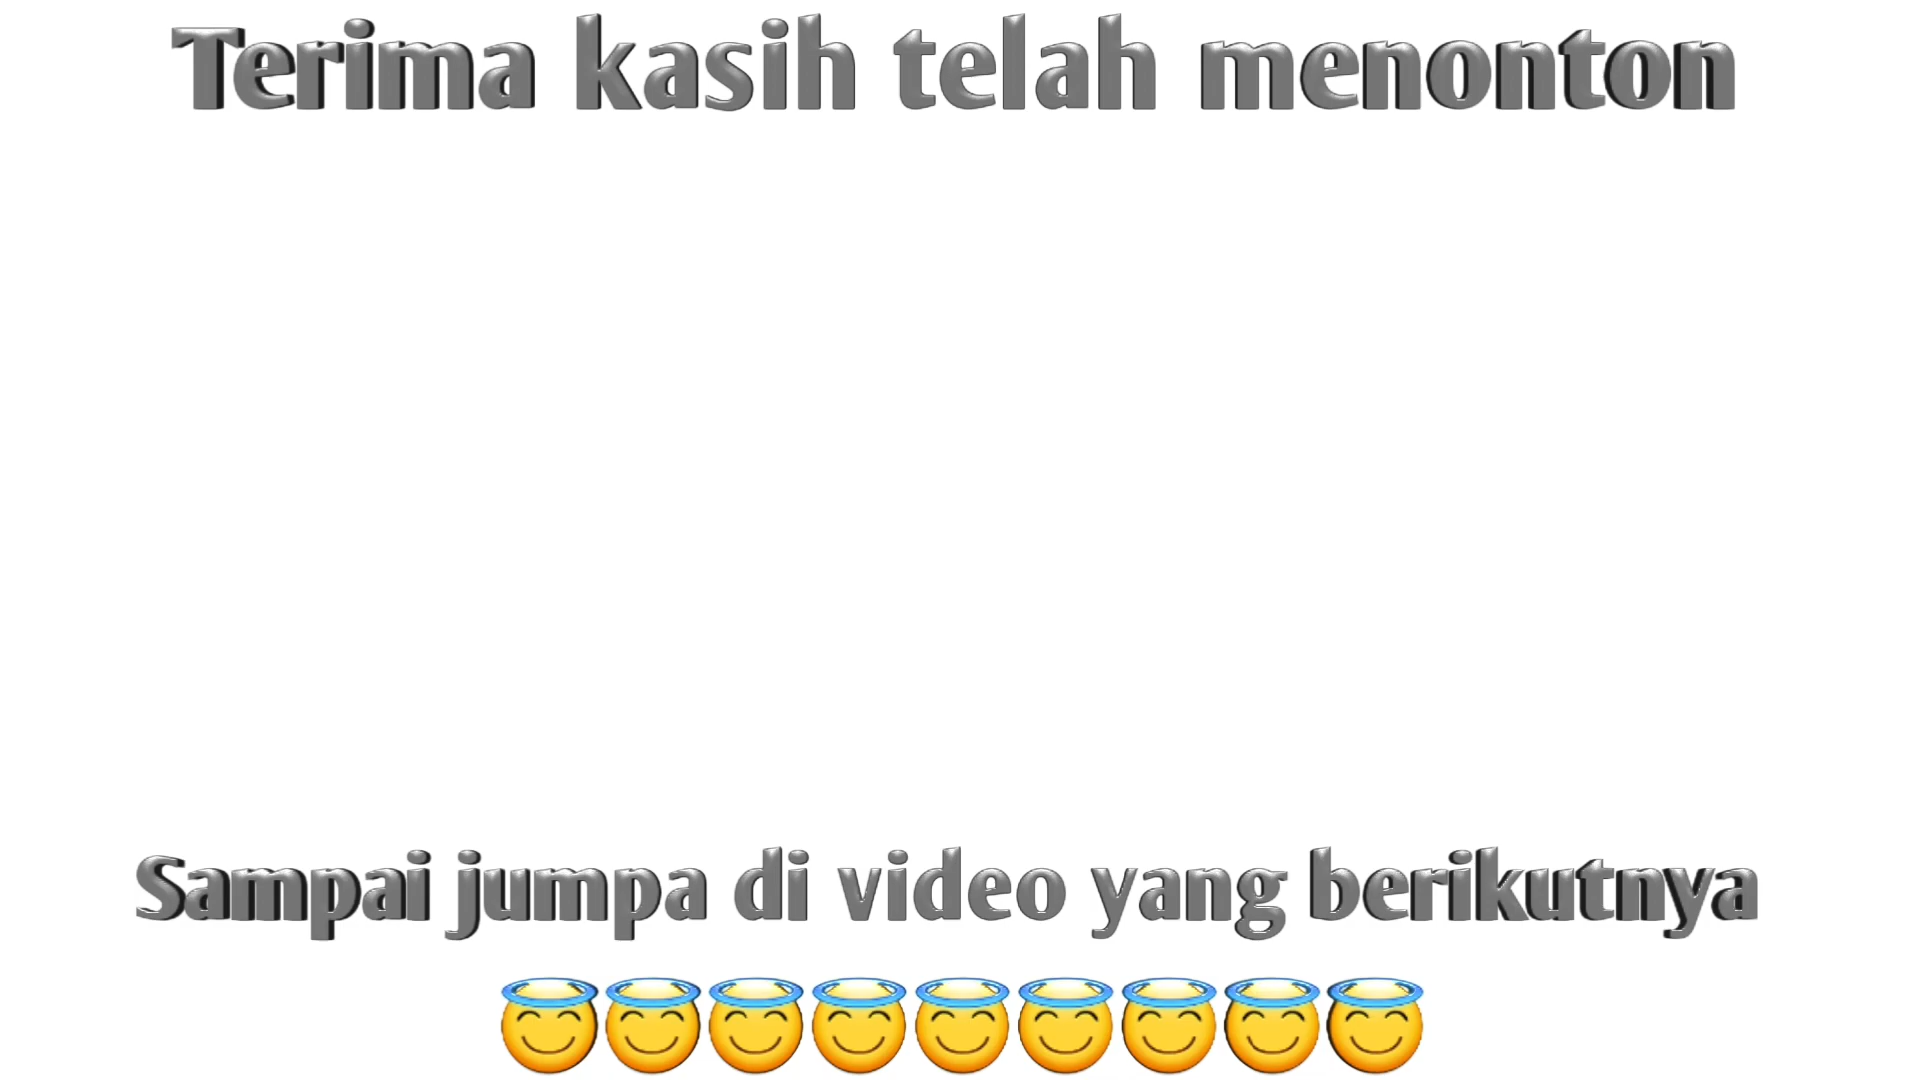 Terima kasih telah menonton
Sampai jumpa di video yang berikutnya
😇😇😇😇😇😇😇😇😇